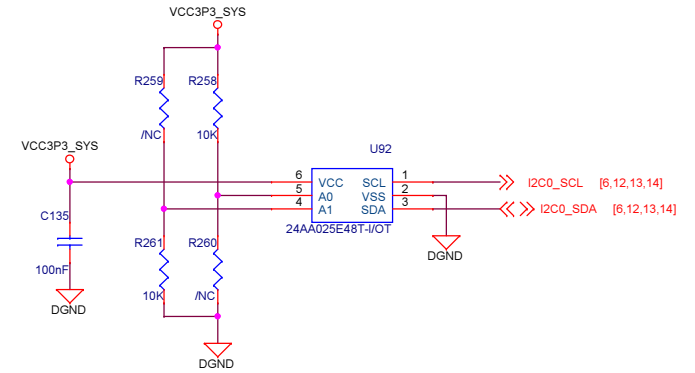 VCC3P3_SYS
R259
R258
/NC
10K
VCC3P3_SYS
U92
6
VCC
SCL
1
5
A0
VSS
2
4
A1
SDA
3
I2C0_SCL [6,12,13,14]
I2C0_SDA [6,12,13,14]
24AA025E48T-I/OT
C135
100nF
R261
R260
10K
/NC
DGND
DGND
DGND